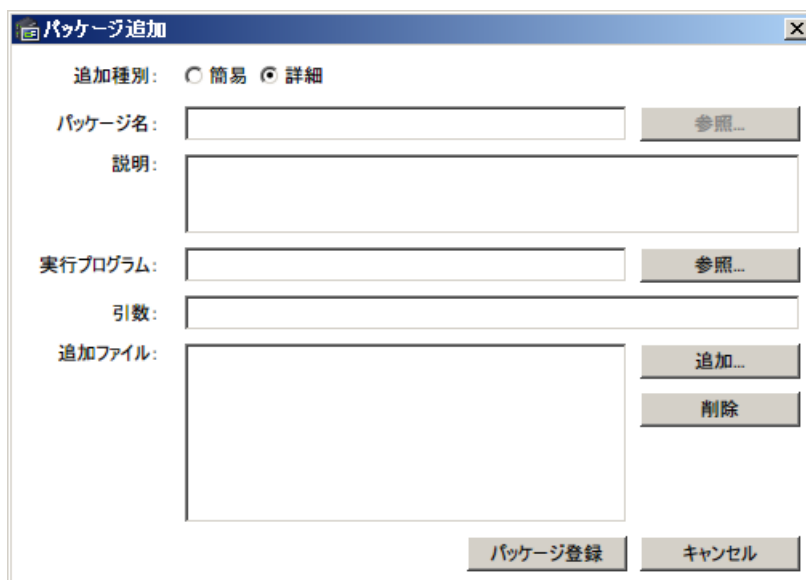 パッケージ追加
追加種別: 簡易 詳細
パッケージ名: 参照...
説明:
実行プログラム: 参照...
引数:
追加ファイル: 追加...
削除
パッケージ登録 キャンセル